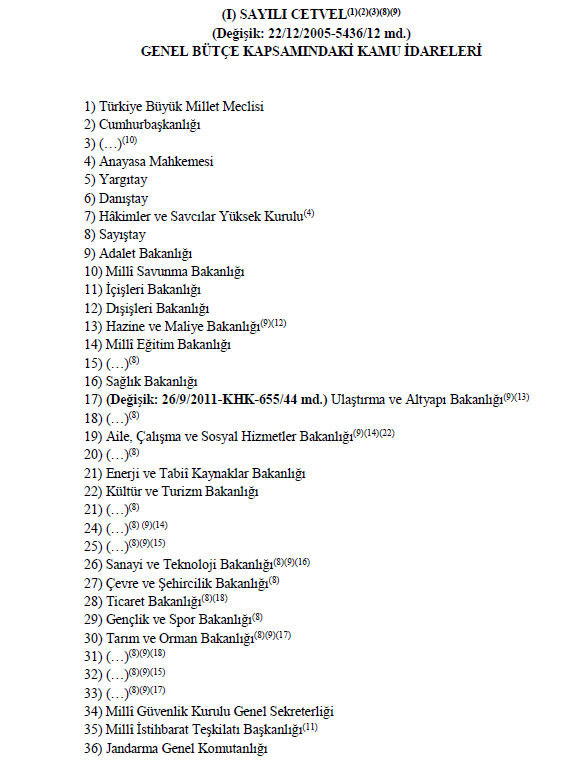 (I) SAYILI CETVEL(1)(2)(3)(8)(9)
(Değişik: 22/12/2005-5436/12 md.)
GENEL BÜTÇE KAPSAMINDAKİ KAMU İDARELERİ
1) Türkiye Büyük Millet Meclisi
2) Cumhurbaşkanlığı
3) (…)(10)
4) Anayasa Mahkemesi
5) Yargıtay
6) Danıştay
7) Hâkimler ve Savcılar Yüksek Kurulu(4)
8) Sayıştay
9) Adalet Bakanlığı
10) Millî Savunma Bakanlığı
11) İçişleri Bakanlığı
12) Dışişleri Bakanlığı
13) Hazine ve Maliye Bakanlığı(9)(12)
14) Millî Eğitim Bakanlığı
15) (…)(8)
16) Sağlık Bakanlığı
17) (Değişik: 26/9/2011-KHK-655/44 md.) Ulaştırma ve Altyapı Bakanlığı(9)(13)
18) (…)(8)
19) Aile, Çalışma ve Sosyal Hizmetler Bakanlığı(9)(14)(22)
20) (…)(8)
21) Enerji ve Tabiî Kaynaklar Bakanlığı
22) Kültür ve Turizm Bakanlığı
21) (…)(8)
24) (…)(8) (9)(14)
25) (…)(8)(9)(15)
26) Sanayi ve Teknoloji Bakanlığı(8)(9)(16)
27) Çevre ve Şehircilik Bakanlığı(8)
28) Ticaret Bakanlığı(8)(18)
29) Gençlik ve Spor Bakanlığı(8)
30) Tarım ve Orman Bakanlığı(8)(9)(17)
31) (…)(8)(9)(18)
32) (…)(8)(9)(15)
33) (…)(8)(9)(17)
34) Millî Güvenlik Kurulu Genel Sekreterliği
35) Millî İstihbarat Teşkilatı Başkanlığı(11)
36) Jandarma Genel Komutanlığı